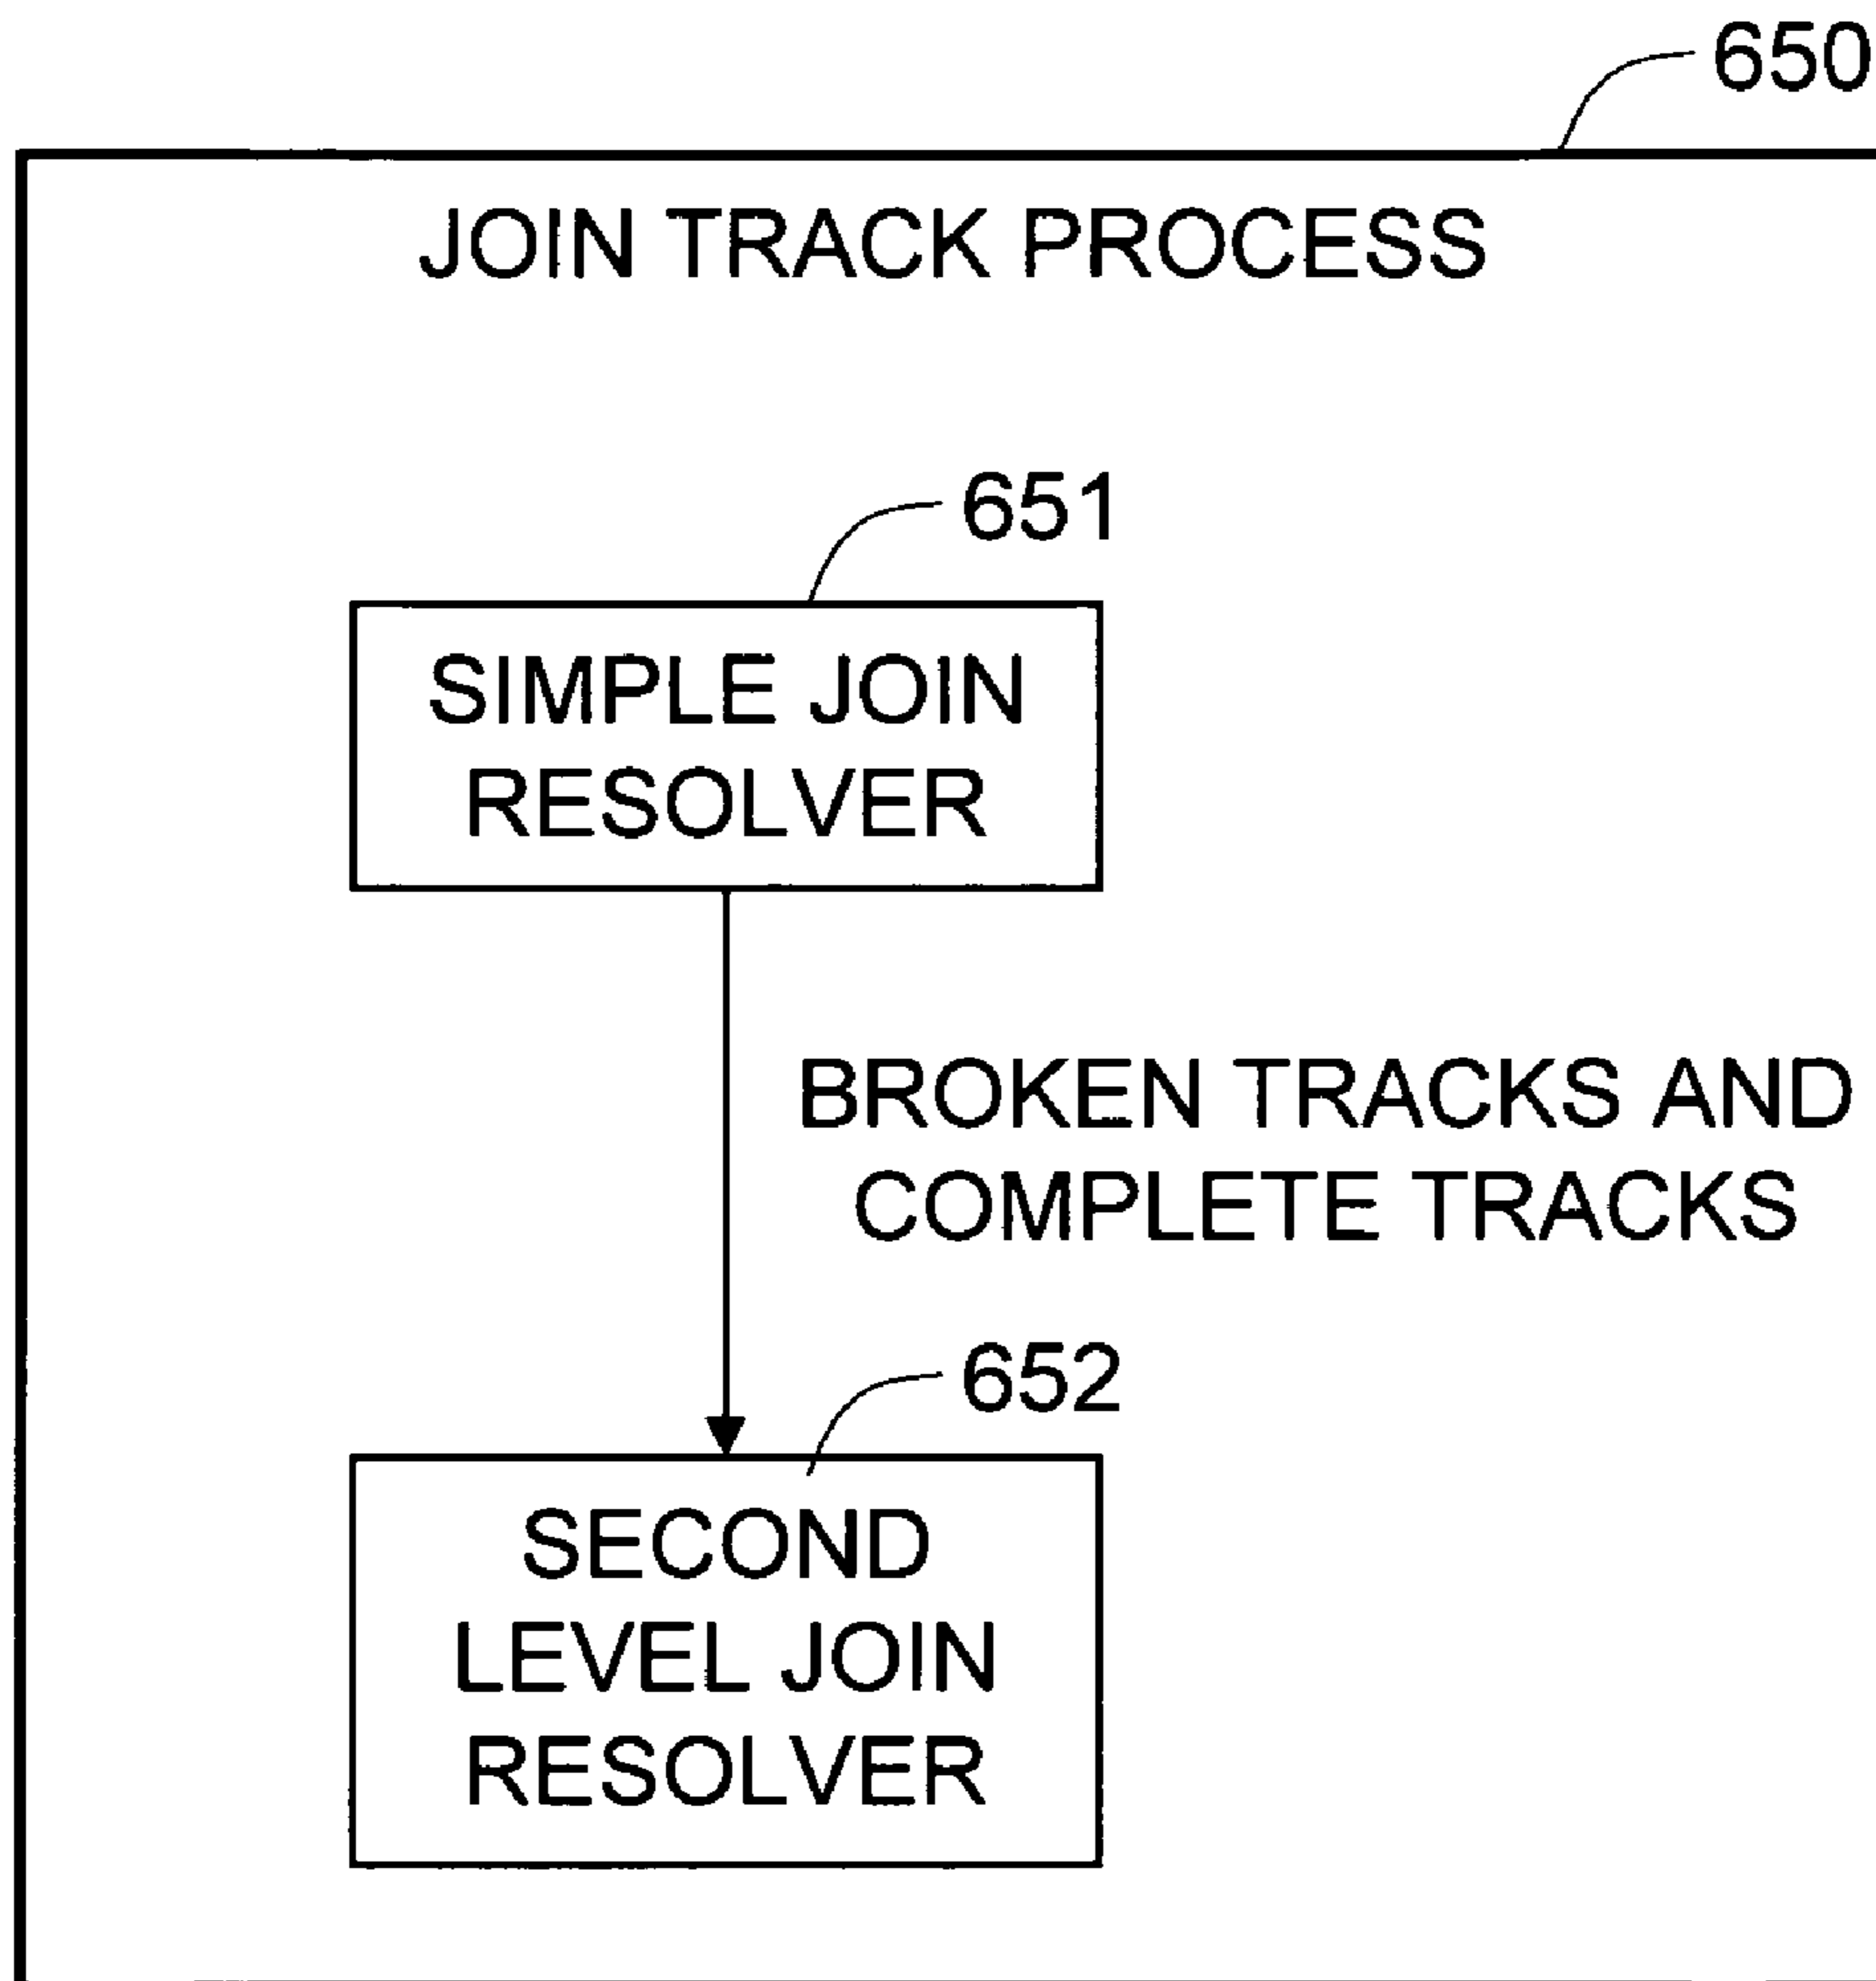 650
JOIN TRACK PROCESS
651
SIMPLE JOIN
RESOLVER
BROKEN TRACKS AND
COMPLETE TRACKS
652
SECOND
LEVEL JOIN
RESOLVER